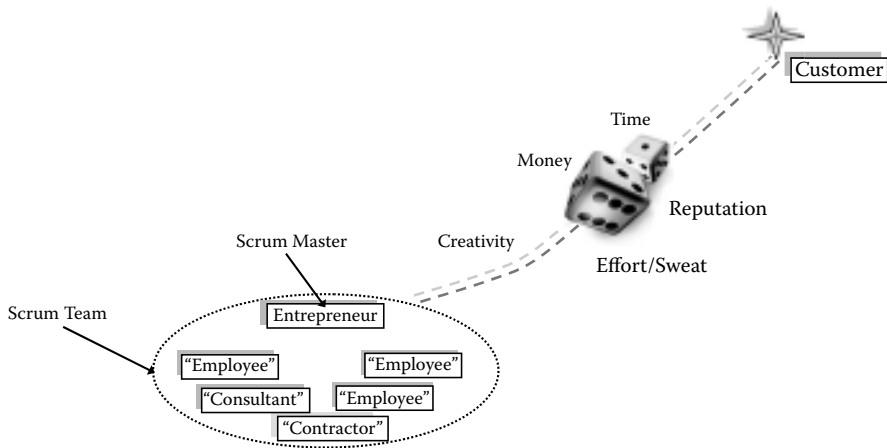 Customer
Time
Money
Reputation
Scrum Master
Creativity
Effort/Sweat
Scrum Team
Entrepreneur
“Employee”
“Employee”
“Consultant”
“Employee”
“Contractor”